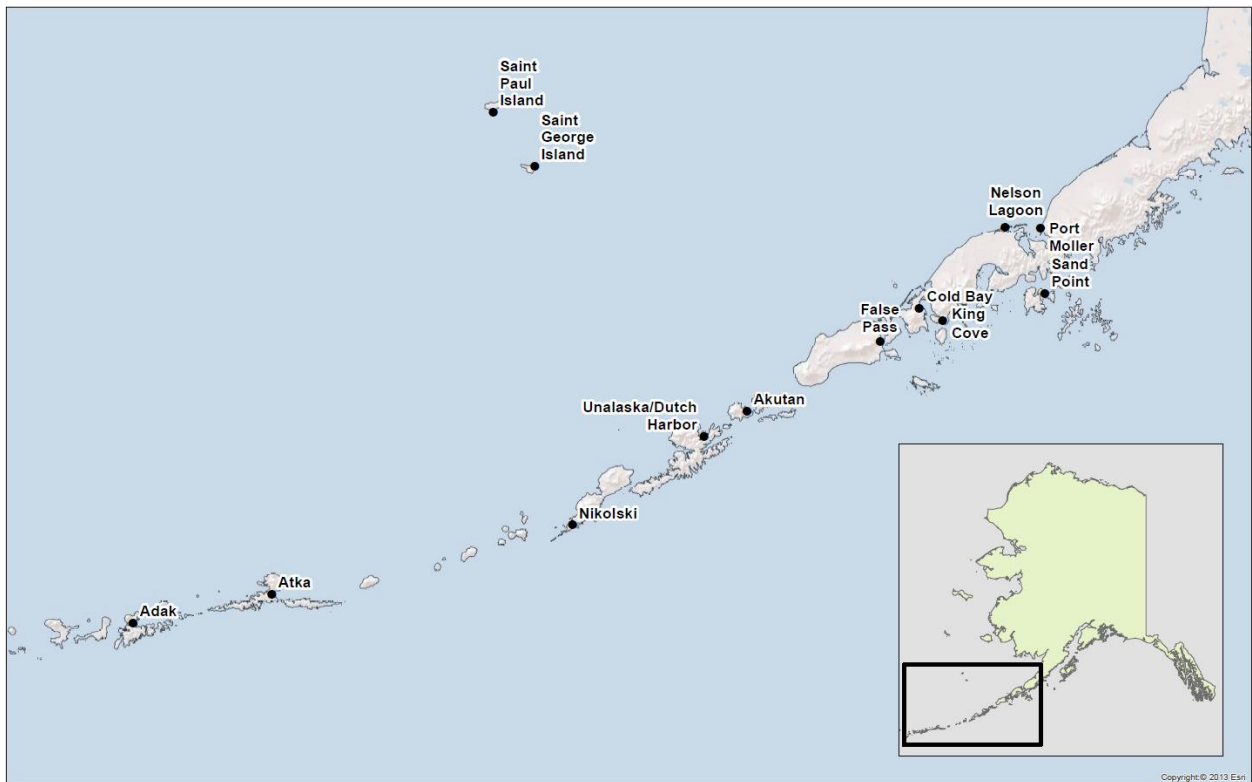 Saint
Paul
Island
Saint
George
Island
Nelson
Lagoon
Port
Moller
Sand
Point
Cold Bay
King
Cove
False
Pass
Akutan
Unalaska/Dutch
Harbor
Nikolski
Atka
Adak
Copyright:© 2013 Esri